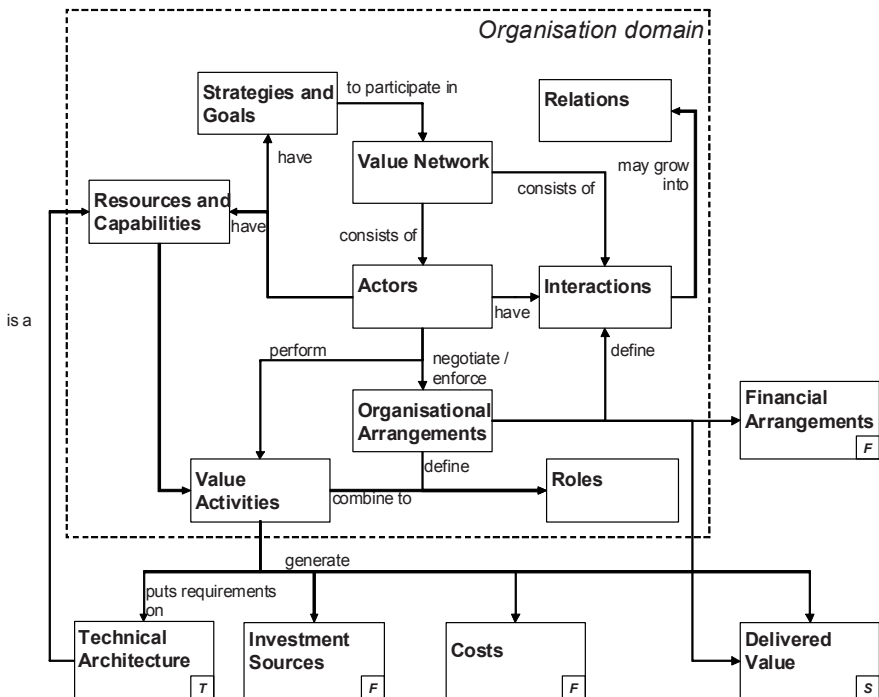 Organisation domain
Strategies and
Goals
to participate in
Relations
have
Value Network
may grow
into
consists of
Resources and
Capabilities
have
consists of
Actors
Interactions
have
is a
perform
negotiate /
enforce
define
Organisational
Arrangements
Financial
Arrangements
F
define
Value
Activities
combine to
Roles
generate
puts requirements
on
Technical
Architecture
T
Investment
Sources
F
Costs
F
Delivered
Value
S